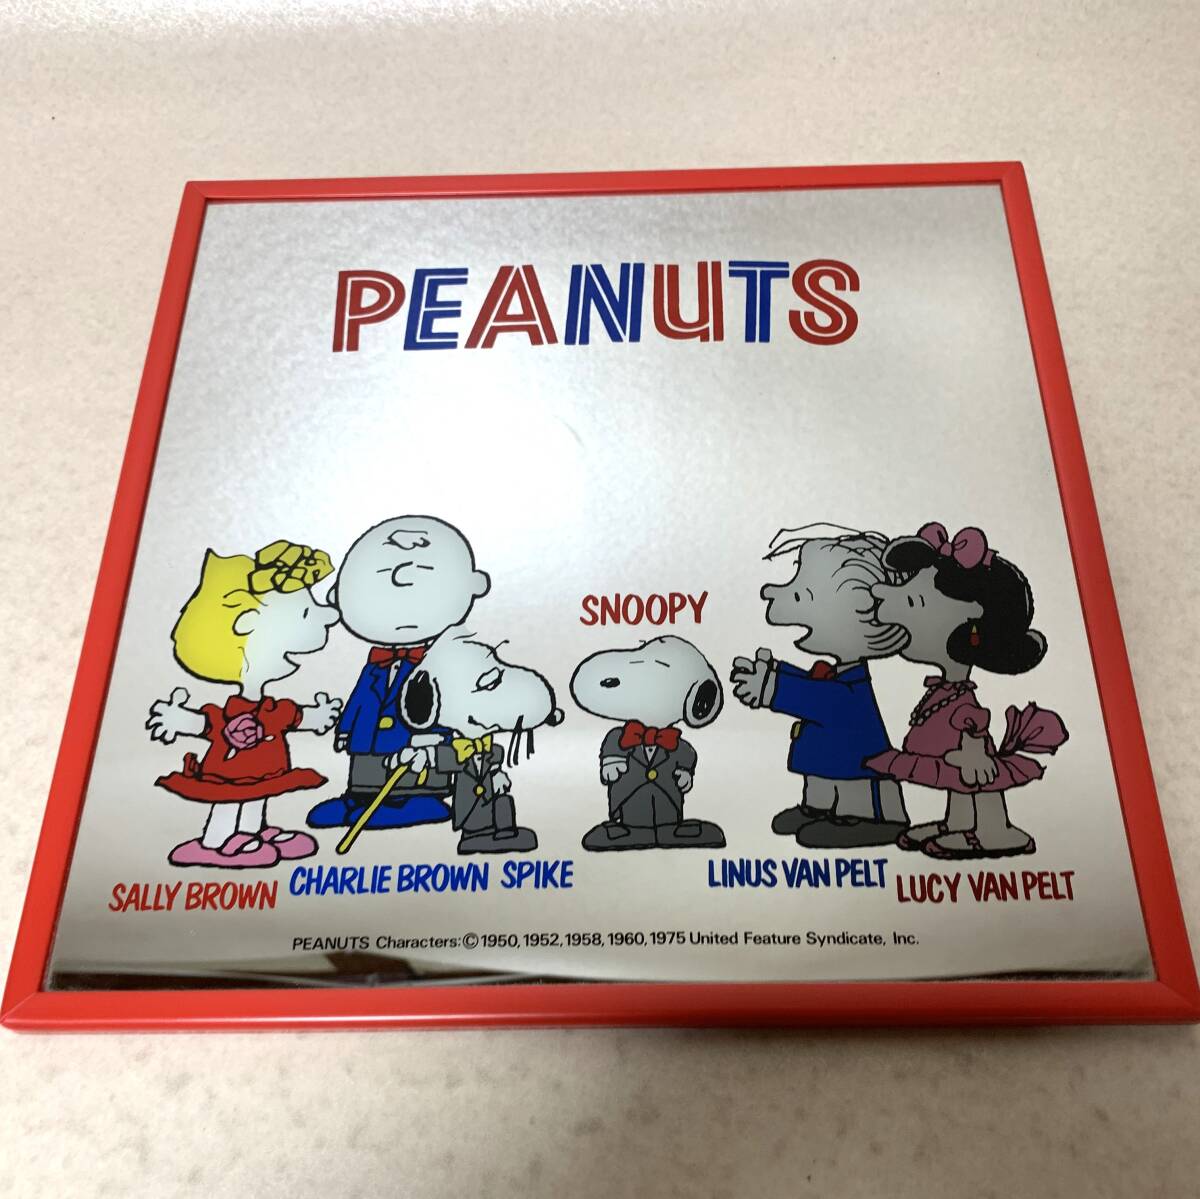 PEANUTS
SNOOPY
SALLY BROWN
CHARLIE BROWN
SPIKE
LINUS VAN PELT
LUCY VAN PELT
PEANUTS Characters:©1950,1952,1958,1960,1975 United Feature Syndicate, Inc.